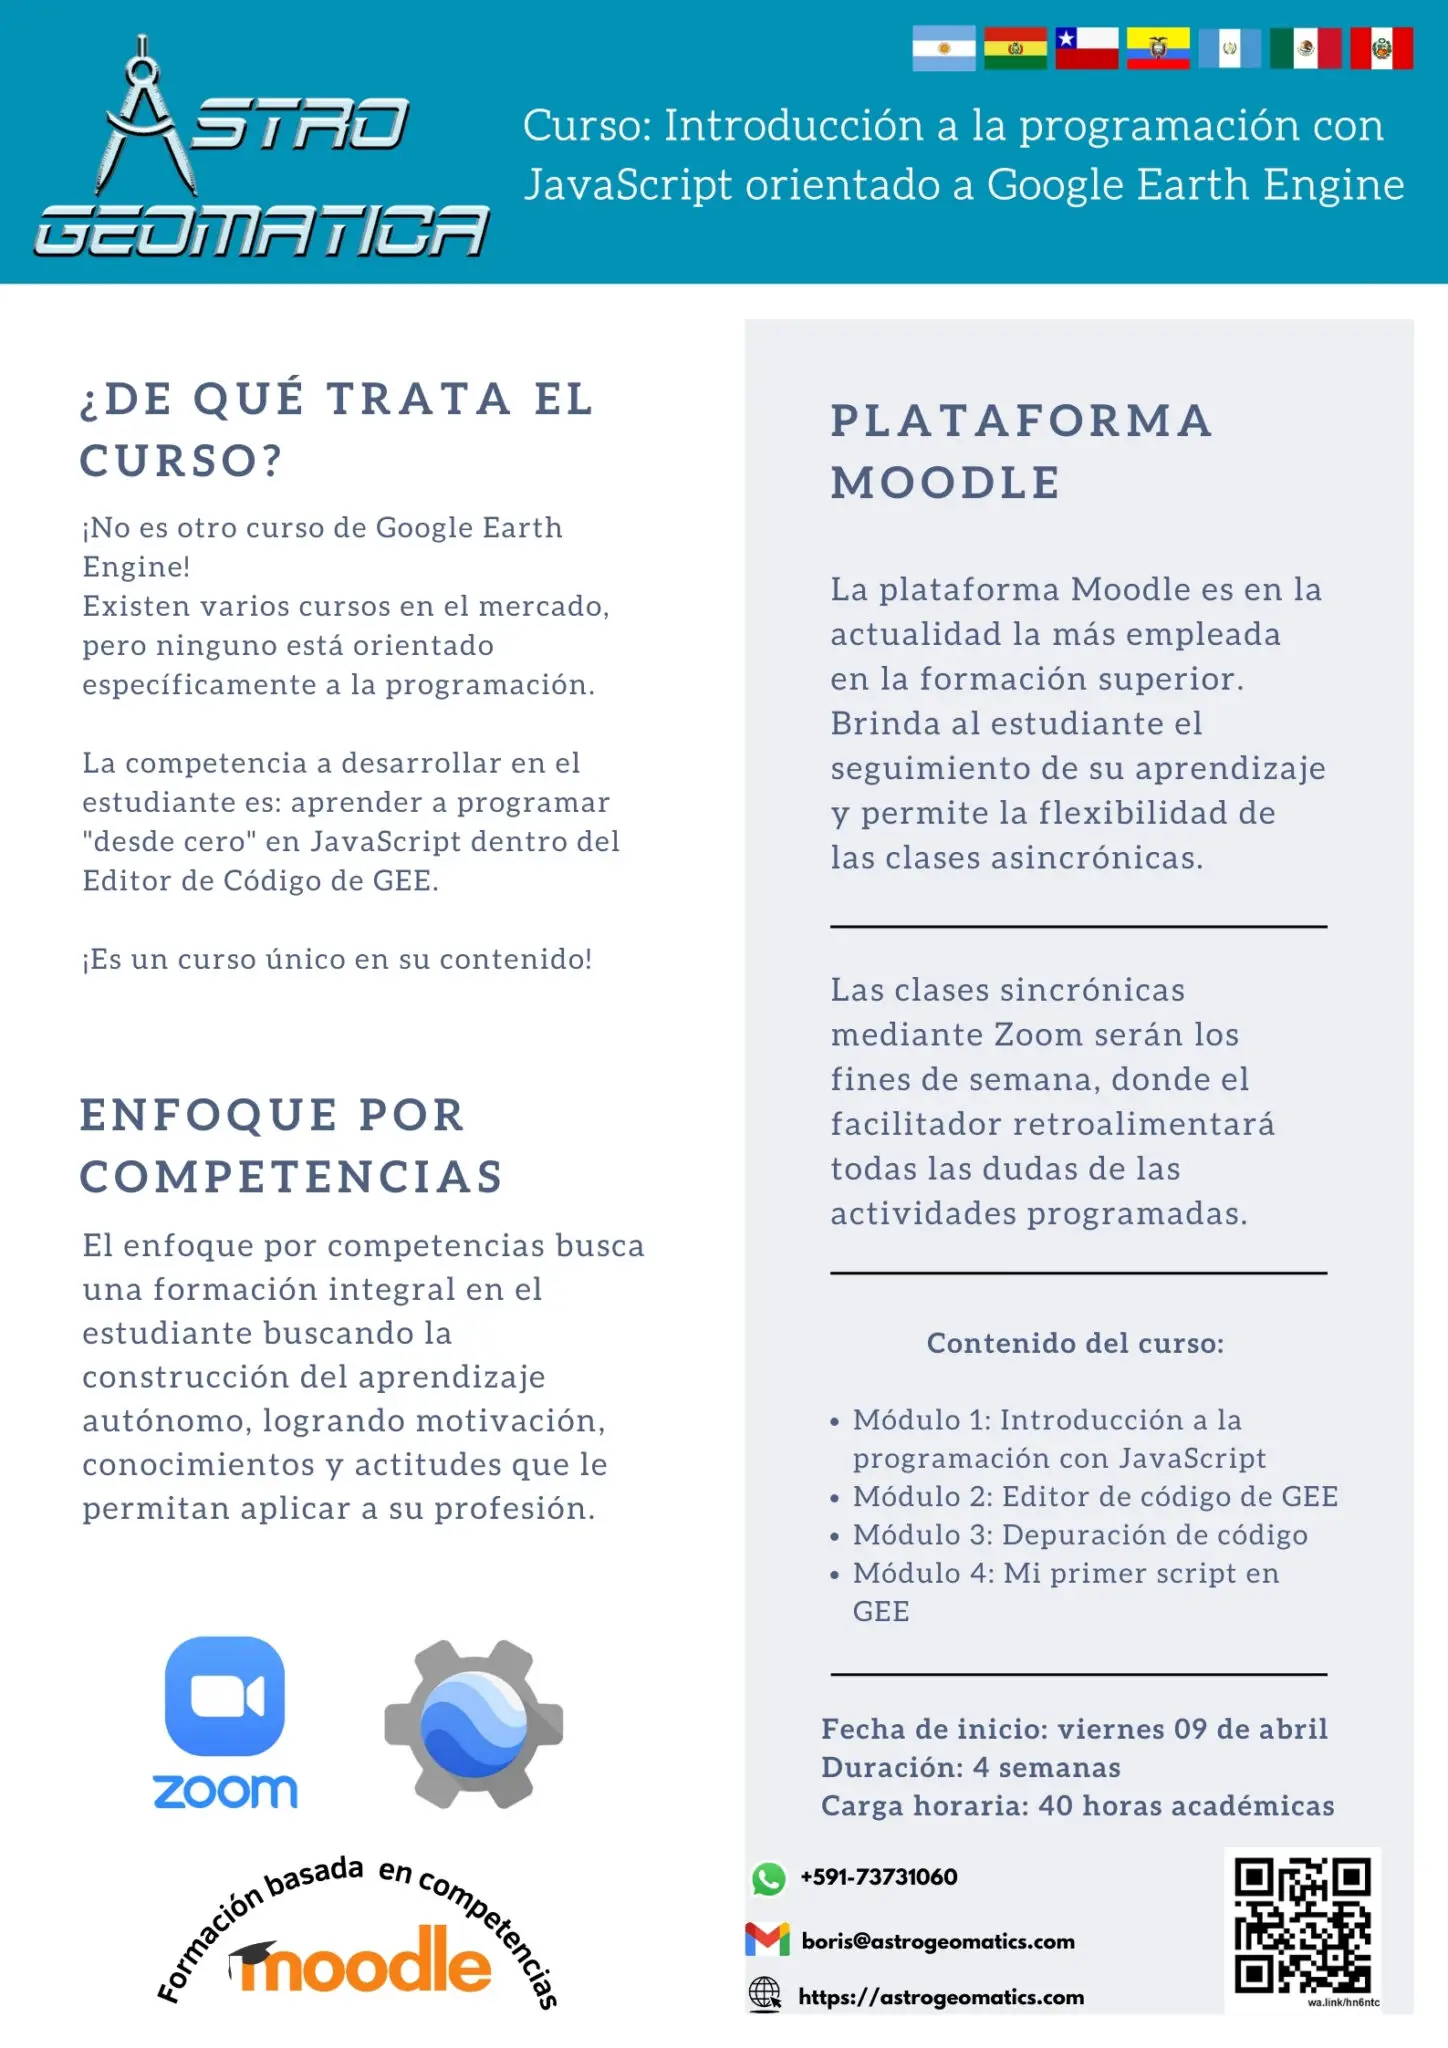 ASTRO
GEOMATICA
Curso: Introducción a la programación con
JavaScript orientado a Google Earth Engine
¿DE QUÉ TRATA EL
CURSO?
¡No es otro curso de Google Earth
Engine!
Existen varios cursos en el mercado,
pero ninguno está orientado
específicamente a la programación.
La competencia a desarrollar en el
estudiante es: aprender a programar
"desde cero" en JavaScript dentro del
Editor de Código de GEE.
¡Es un curso único en su contenido!
ENFOQUE POR
COMPETENCIAS
El enfoque por competencias busca
una formación integral en el
estudiante buscando la
construcción del aprendizaje
autónomo, logrando motivación,
conocimientos y actitudes que le
permitan aplicar a su profesión.
zoom
Formación basada en competencias
moodle
PLATAFORMA
MOODLE
La plataforma Moodle es en la
actualidad la más empleada
en la formación superior.
Brinda al estudiante el
seguimiento de su aprendizaje
y permite la flexibilidad de
las clases asincrónicas.
Las clases sincrónicas
mediante Zoom serán los
fines de semana, donde el
facilitador retroalimentará
todas las dudas de las
actividades programadas.
Contenido del curso:
• Módulo 1: Introducción a la
programación con JavaScript
• Módulo 2: Editor de código de GEE
• Módulo 3: Depuración de código
• Módulo 4: Mi primer script en
GEE
Fecha de inicio: viernes 09 de abril
Duración: 4 semanas
Carga horaria: 40 horas académicas
+591-73731060
boris@astrogeomatics.com
https://astrogeomatics.com
wa.link/hn6ntc